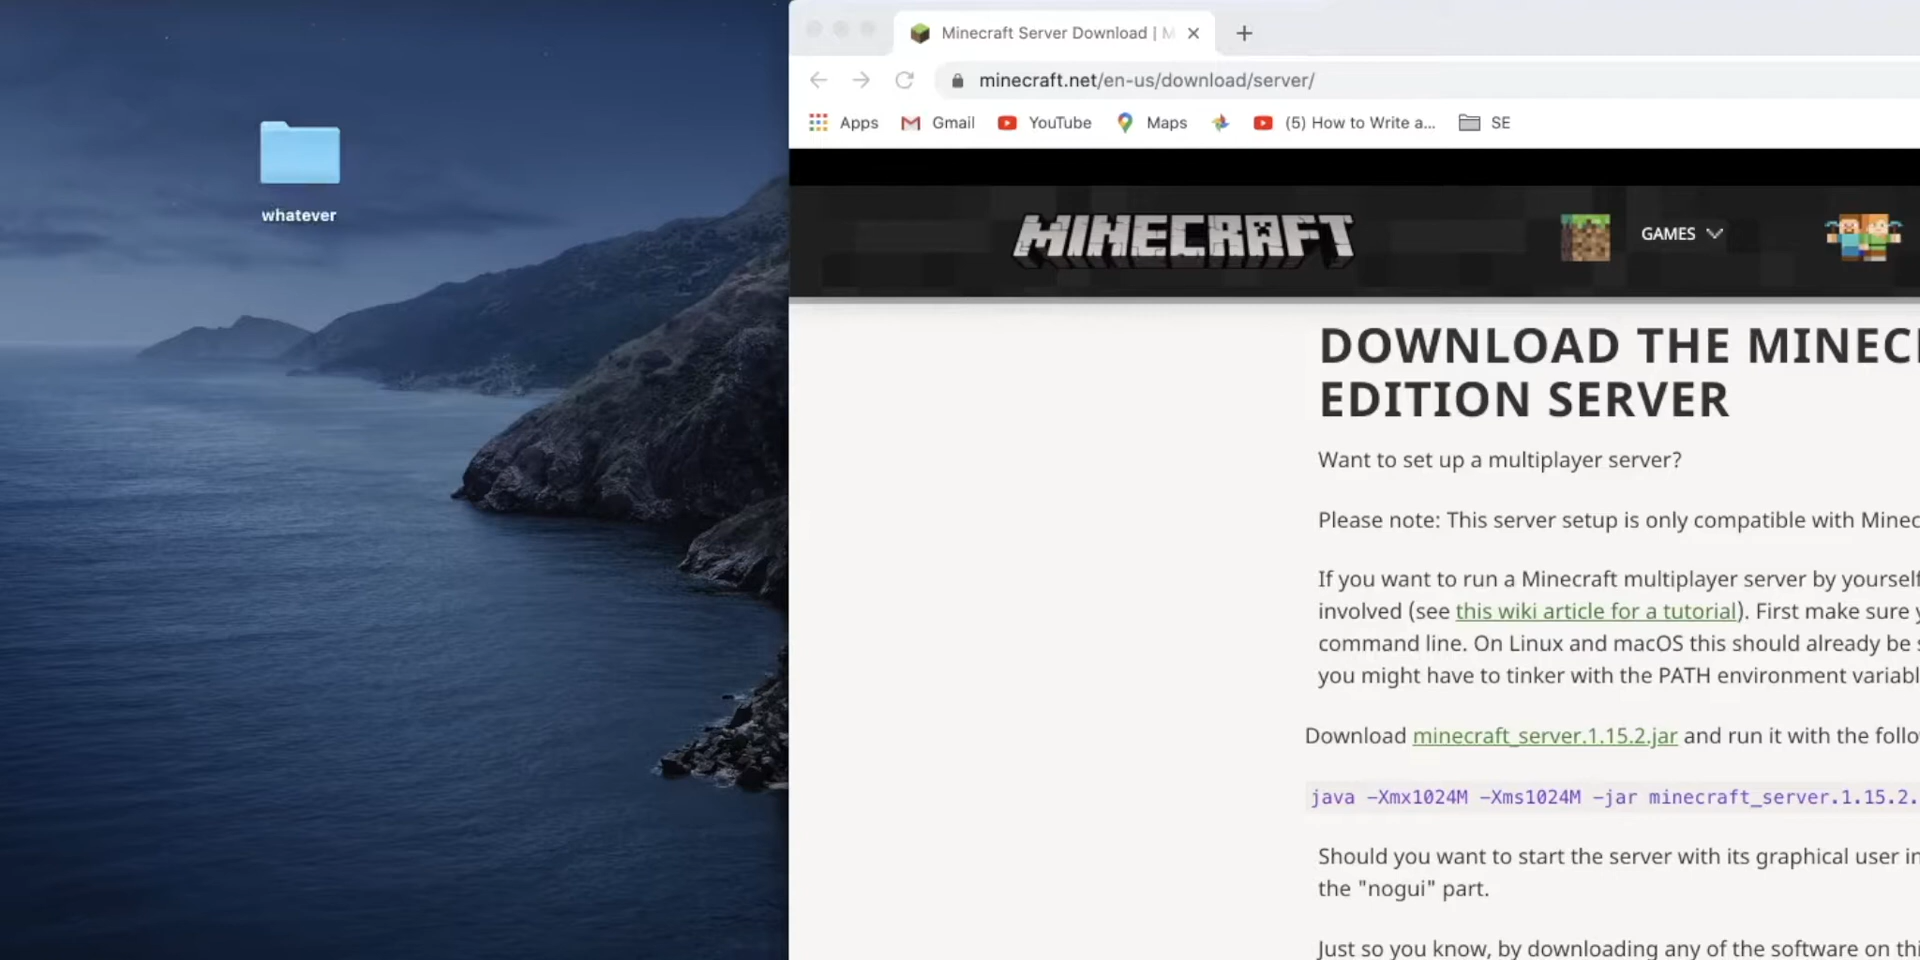 whatever
Minecraft Server Download | M
minecraft.net/en-us/download/server/
Apps Gmail YouTube Maps (5) How to Write a... SE
MINECRAFT
GAMES
DOWNLOAD THE MINEC
EDITION SERVER
Want to set up a multiplayer server?
Please note: This server setup is only compatible with Minec
If you want to run a Minecraft multiplayer server by yourself
involved (see this wiki article for a tutorial). First make sure y
command line. On Linux and macOS this should already be s
you might have to tinker with the PATH environment variabl
Download minecraft_server.1.15.2.jar and run it with the follo
java -Xmx1024M -Xms1024M -jar minecraft_server.1.15.2.
Should you want to start the server with its graphical user in
the "nogui" part.
Just so you know, by downloading any of the software on thi